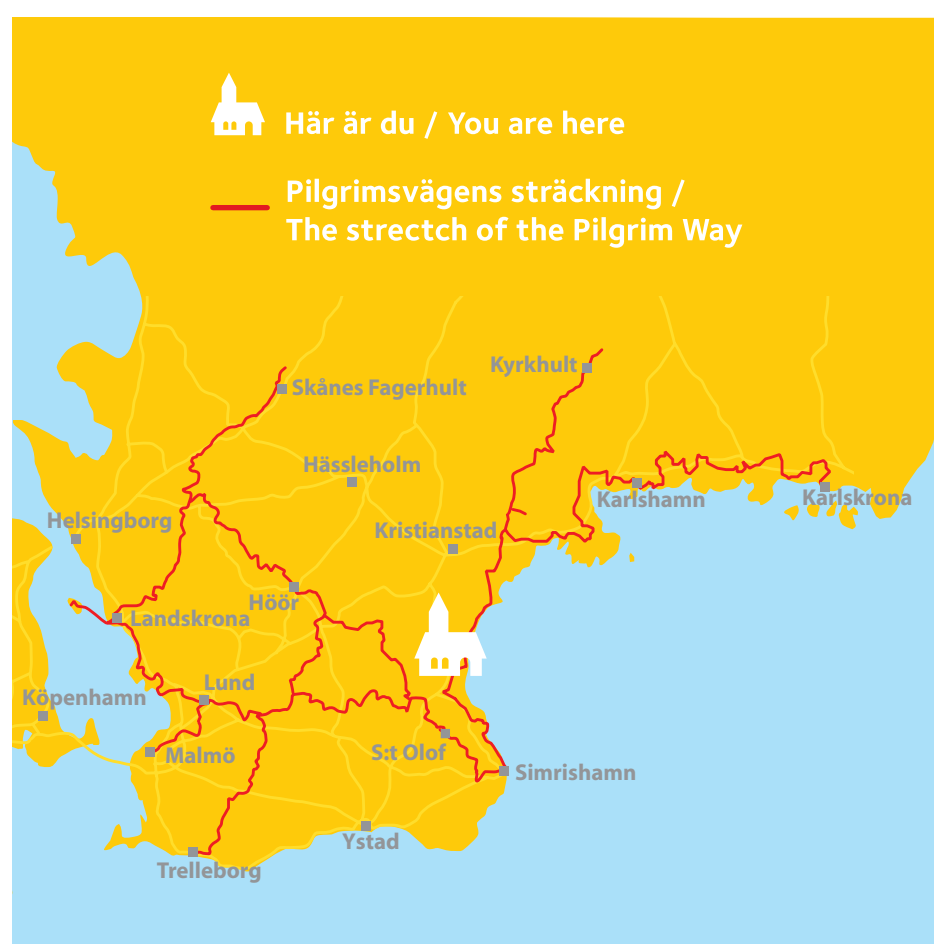 Här är du / You are here
Pilgrimsvägens sträckning /
The strectch of the Pilgrim Way
Kyrkhult
Skånes Fagerhult
Hässleholm
Karlshamn
Karlskrona
Helsingborg
Kristianstad
Höör
Landskrona
Lund
Köpenhamn
Malmö
S:t Olof
Simrishamn
Ystad
Trelleborg